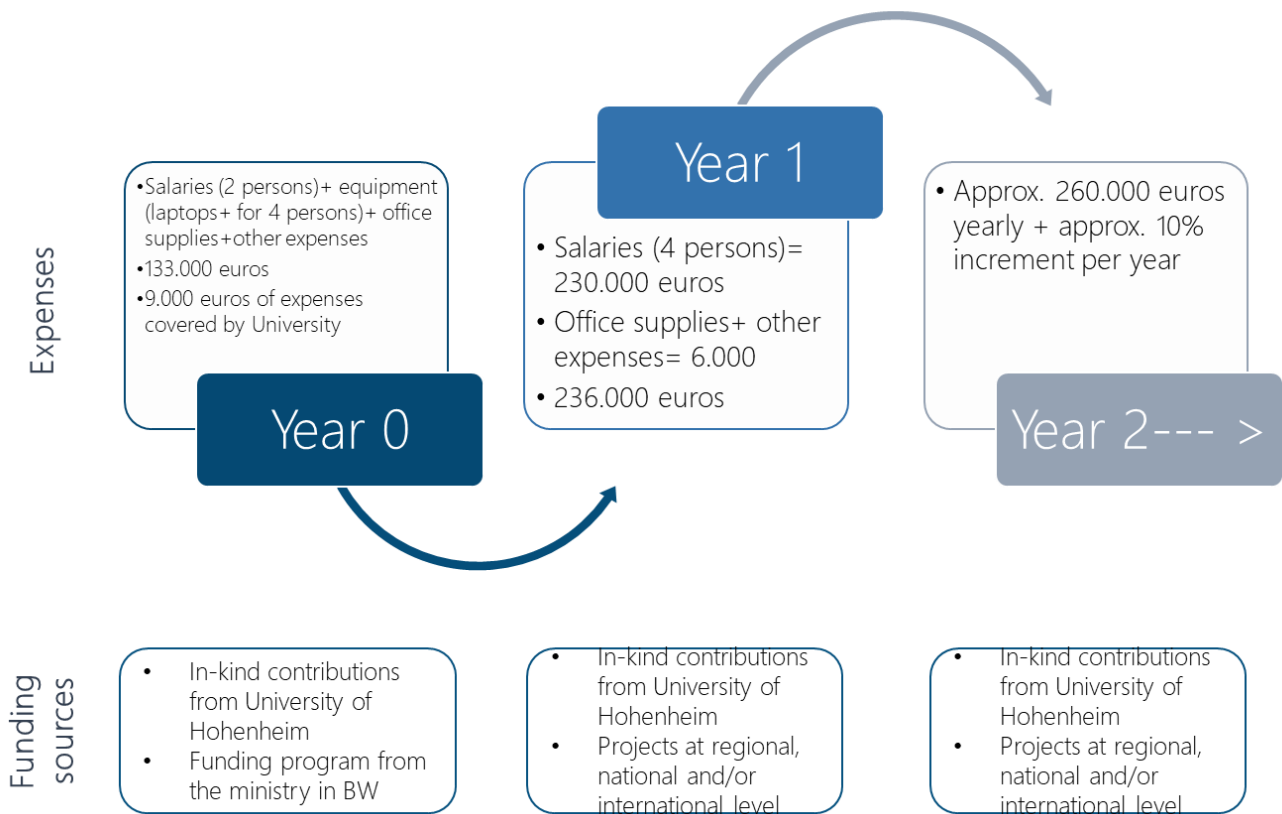 Expenses
•Salaries (2 persons)+ equipment
(laptops+ for 4 persons)+ office
supplies+other expenses
•133.000 euros
•9.000 euros of expenses
covered by University
Year 0
Year 1
• Salaries (4 persons)=
230.000 euros
• Office supplies+ other
expenses= 6.000
• 236.000 euros
• Approx. 260.000 euros
yearly + approx. 10%
increment per year
Year 2--- >
Funding
sources
• In-kind contributions
from University of
Hohenheim
• Funding program from
the ministry in BW
• In-kind contributions
from University of
Hohenheim
• Projects at regional,
national and/or
international level
• In-kind contributions
from University of
Hohenheim
• Projects at regional,
national and/or
international level